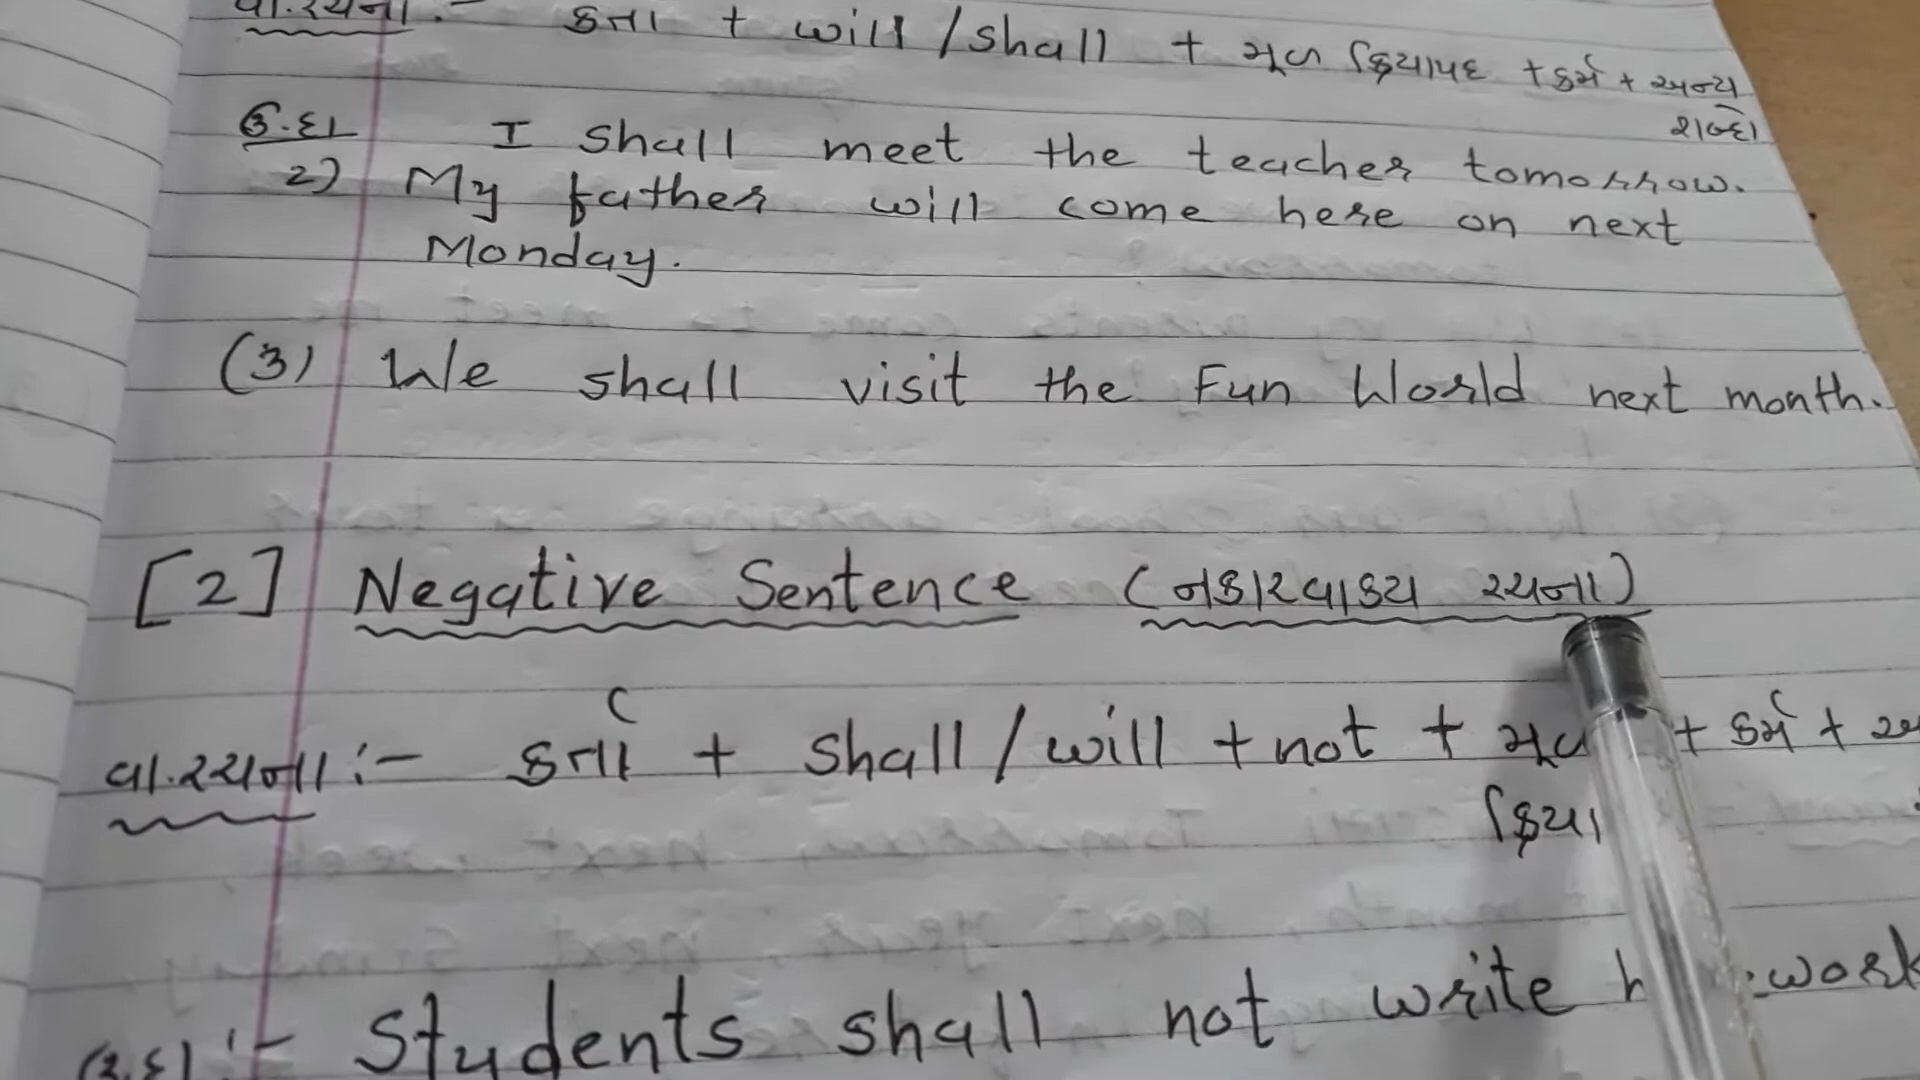 વા.રચના :- કર્તા + will / shall + મૂળ ક્રિયાપદ + કર્મ + અન્ય
શબ્દો
ઉ.દા I shall meet the teacher tomorrow.
2) My father will come here on next
Monday.
(3) We shall visit the Fun World next month.
[2] Negative Sentence (નકારવાક્ય રચના)
વા.રચના :- કર્તા + shall / will + not + મૂળ + કર્મ +
ક્રિયા
ઉ.દા :- Students shall not write